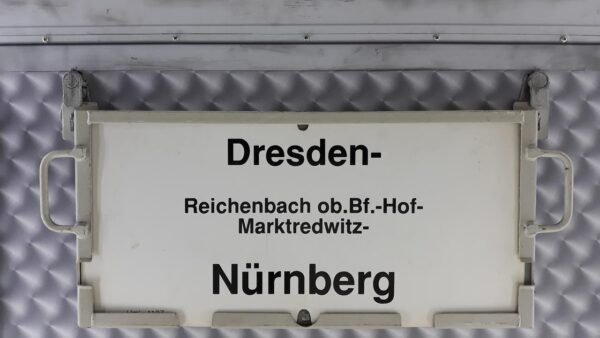 Dresden-
Reichenbach ob.Bf.-Hof-
Marktredwitz-
Nürnberg